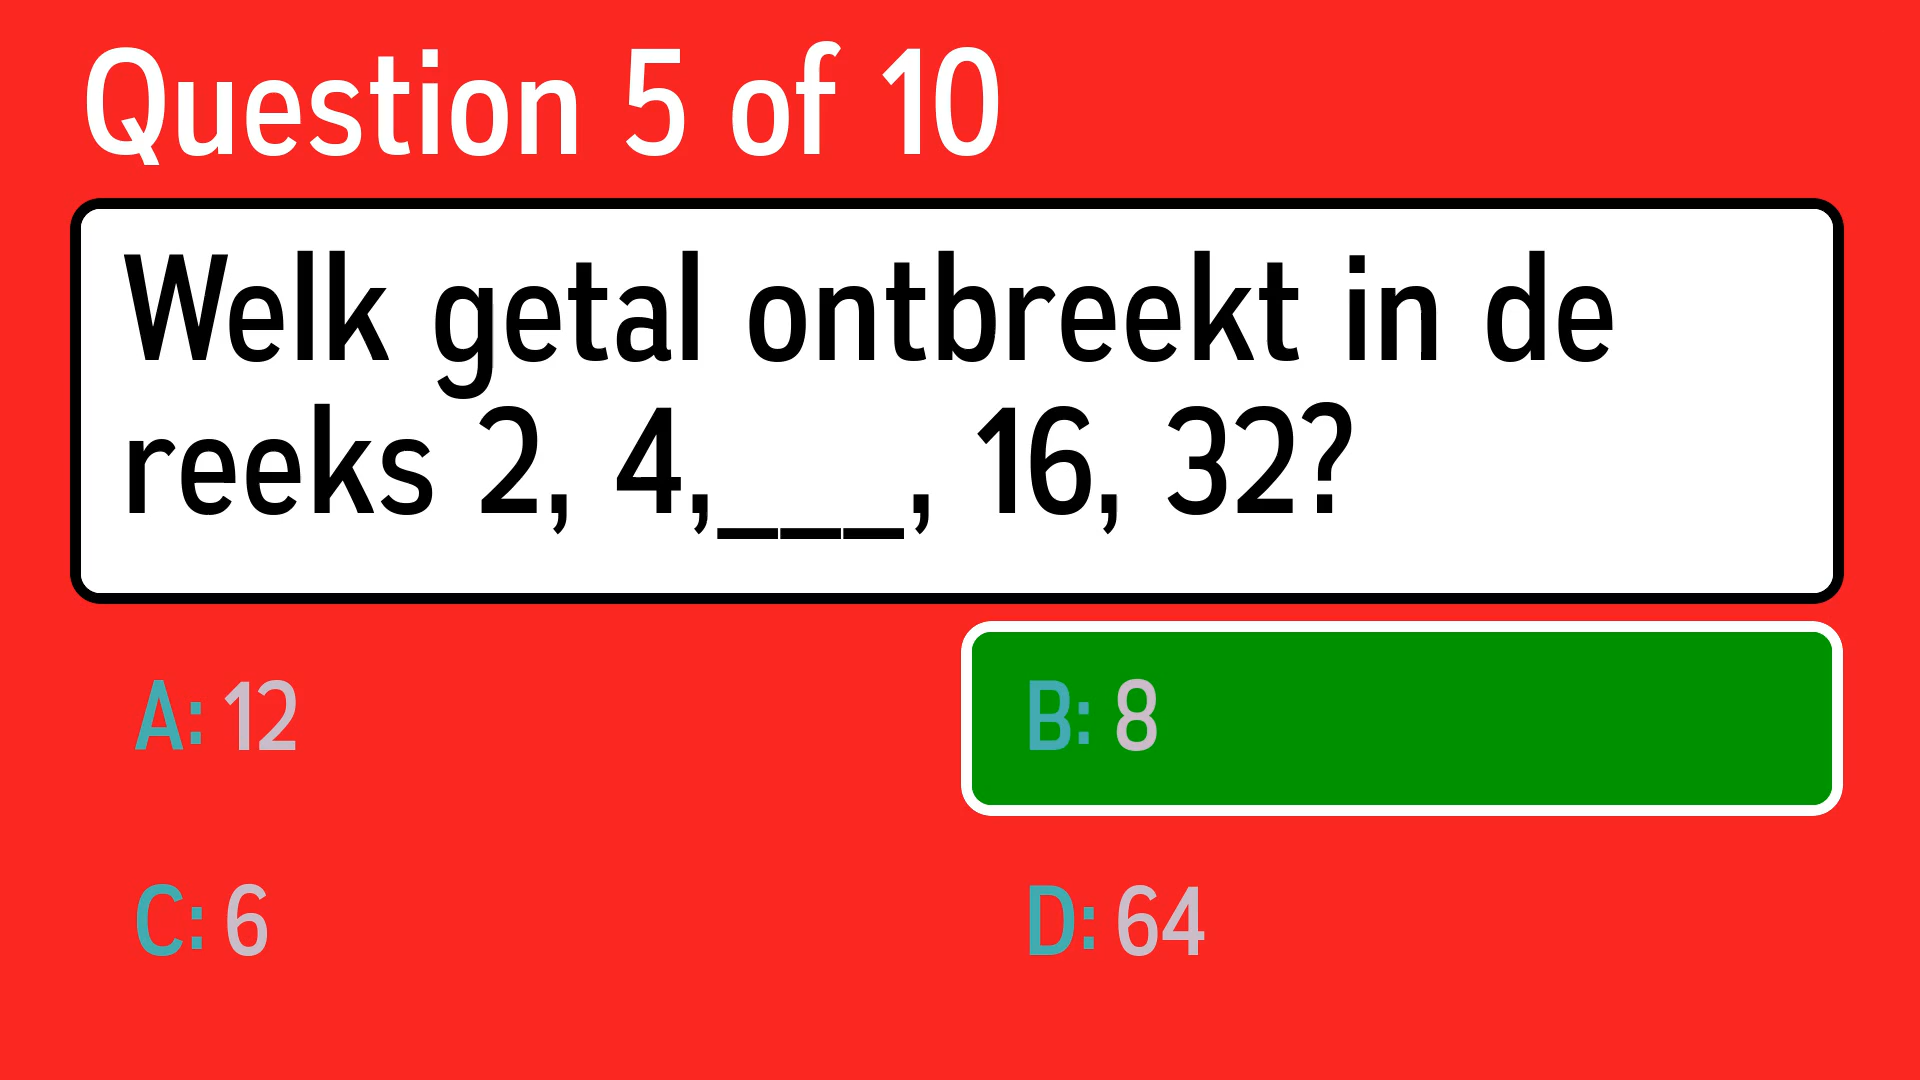 Question 5 of 10
Welk getal ontbreekt in de
reeks 2, 4,___, 16, 32?
A: 12
B: 8
C: 6
D: 64